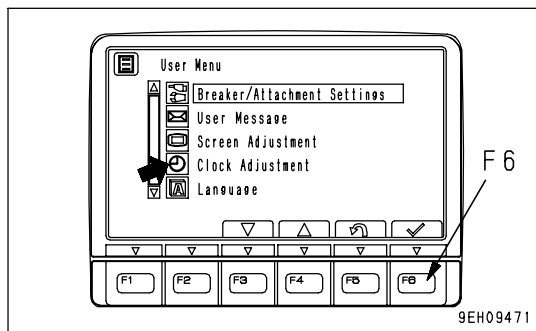 User Menu
Breaker/Attachment Settings
User Message
Screen Adjustment
Clock Adjustment
A Language
F6
F1 F2 F3 F4 F5 F6
9EH09471